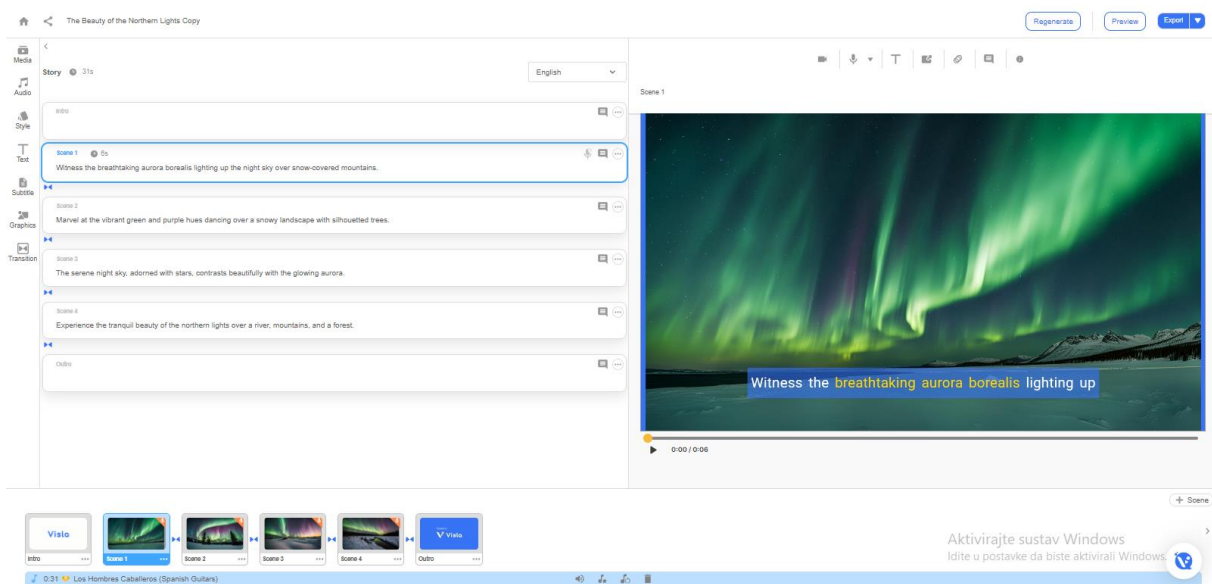 The Beauty of the Northern Lights Copy
Regenerate
Preview
Export
Media
Audio
Style
Text
Subtitle
Graphics
Transition
Story 31s
English
Intro
Scene 1 6s
Witness the breathtaking aurora borealis lighting up the night sky over snow-covered mountains.
Scene 2
Marvel at the vibrant green and purple hues dancing over a snowy landscape with silhouetted trees.
Scene 3
The serene night sky, adorned with stars, contrasts beautifully with the glowing aurora.
Scene 4
Experience the tranquil beauty of the northern lights over a river, mountains, and a forest.
Outro
Scene 1
Witness the breathtaking aurora borealis lighting up
0:00 / 0:06
+ Scene
Vislo
Intro
Scene 1
Scene 2
Scene 3
Scene 4
Vislo
Outro
Aktivirajte sustav Windows
Idite u postavke da biste aktivirali Windows.
0:31 Los Hombres Caballeros (Spanish Guitars)